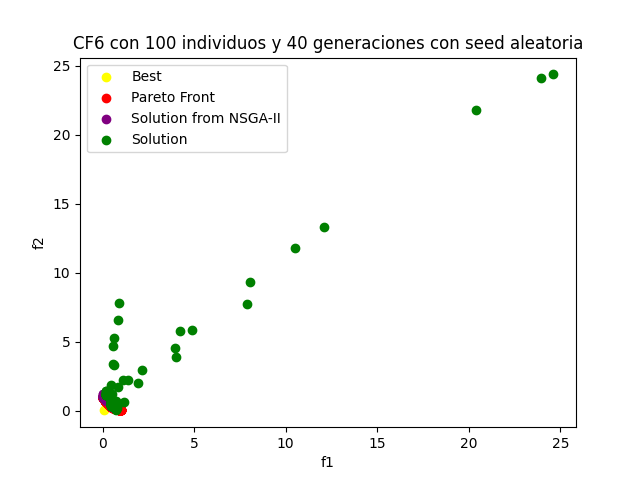 CF6 con 100 individuos y 40 generaciones con seed aleatoria
Best
Pareto Front
Solution from NSGA-II
Solution
25
20
15
10
5
0
f2
0 5 10 15 20 25
f1